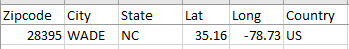 Zipcode City State Lat Long Country
28395 WADE NC 35.16 -78.73 US